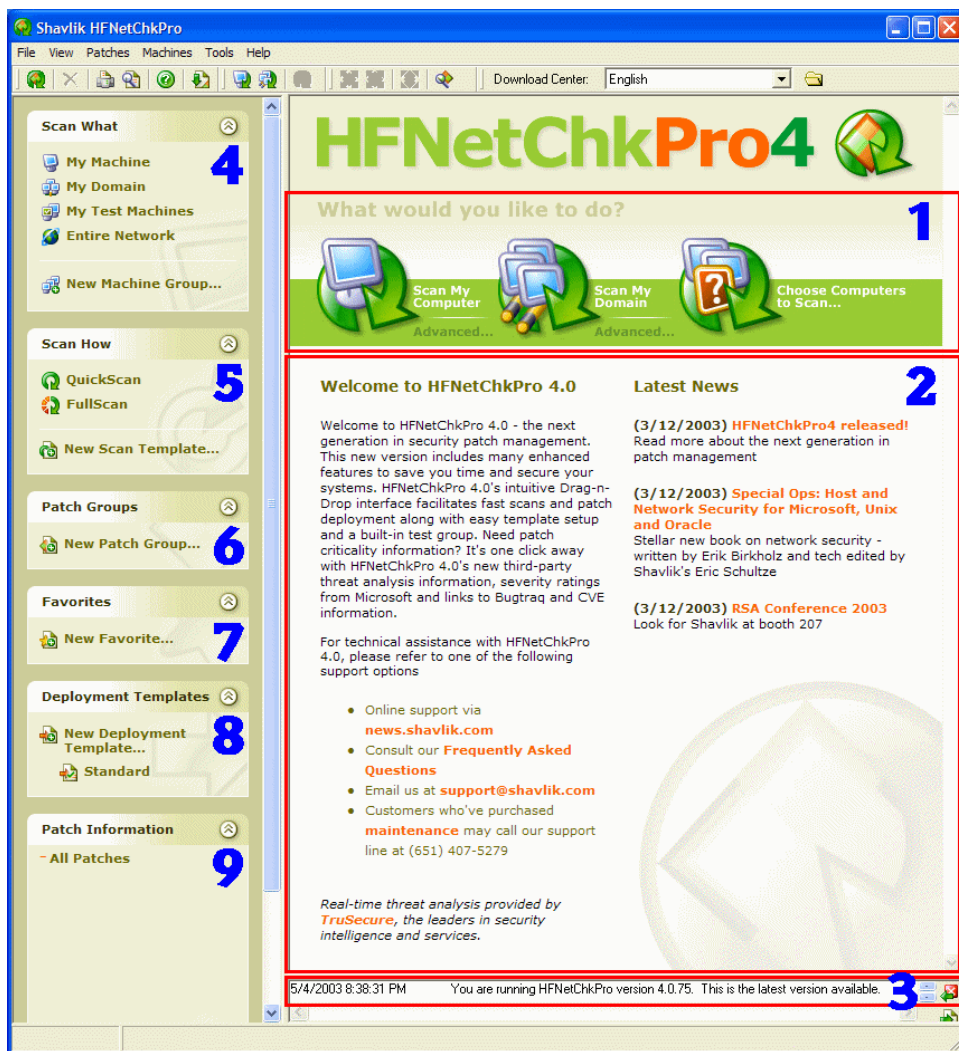 Shavlik HFNetChkPro
File View Patches Machines Tools Help
Download Center: English
Scan What
4
My Machine
My Domain
My Test Machines
Entire Network
New Machine Group...
Scan How
5
QuickScan
FullScan
New Scan Template...
Patch Groups
6
New Patch Group...
Favorites
7
New Favorite...
Deployment Templates
8
New Deployment
Template...
Standard
Patch Information
9
All Patches
HFNetChkPro4
What would you like to do?
1
Scan My
Computer
Advanced...
Scan My
Domain
Advanced...
Choose Computers
to Scan...
2
Welcome to HFNetChkPro 4.0
Welcome to HFNetChkPro 4.0 - the next
generation in security patch management.
This new version includes many enhanced
features to save you time and secure your
systems. HFNetChkPro 4.0's intuitive Drag-n-
Drop interface facilitates fast scans and patch
deployment along with easy template setup
and a built-in test group. Need patch
criticality information? It's one click away
with HFNetChkPro 4.0's new third-party
threat analysis information, severity ratings
from Microsoft and links to Bugtraq and CVE
information.
For technical assistance with HFNetChkPro
4.0, please refer to one of the following
support options
• Online support via
news.shavlik.com
• Consult our Frequently Asked
Questions
• Email us at support@shavlik.com
• Customers who've purchased
maintenance may call our support
line at (651) 407-5279
Real-time threat analysis provided by
TruSecure, the leaders in security
intelligence and services.
Latest News
(3/12/2003) HFNetChkPro4 released!
Read more about the next generation in
patch management
(3/12/2003) Special Ops: Host and
Network Security for Microsoft, Unix
and Oracle
Stellar new book on network security -
written by Erik Birkholz and tech edited by
Shavlik's Eric Schultze
(3/12/2003) RSA Conference 2003
Look for Shavlik at booth 207
5/4/2003 8:38:31 PM You are running HFNetChkPro version 4.0.75. This is the latest version available.
3